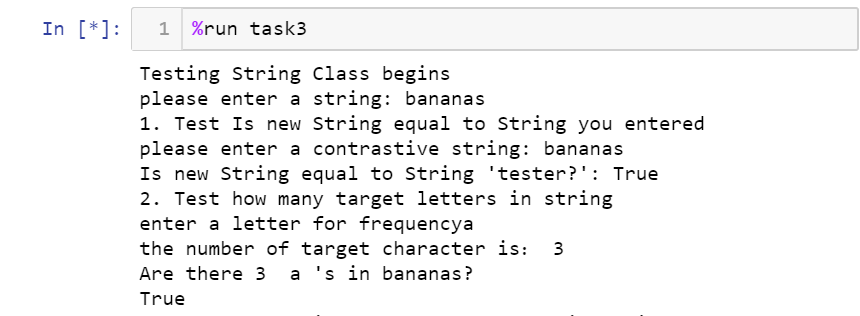 In [*]: 1 %run task3
Testing String Class begins
please enter a string: bananas
1. Test Is new String equal to String you entered
please enter a contrastive string: bananas
Is new String equal to String 'tester?': True
2. Test how many target letters in string
enter a letter for frequencya
the number of target character is:  3
Are there 3  a 's in bananas?
True